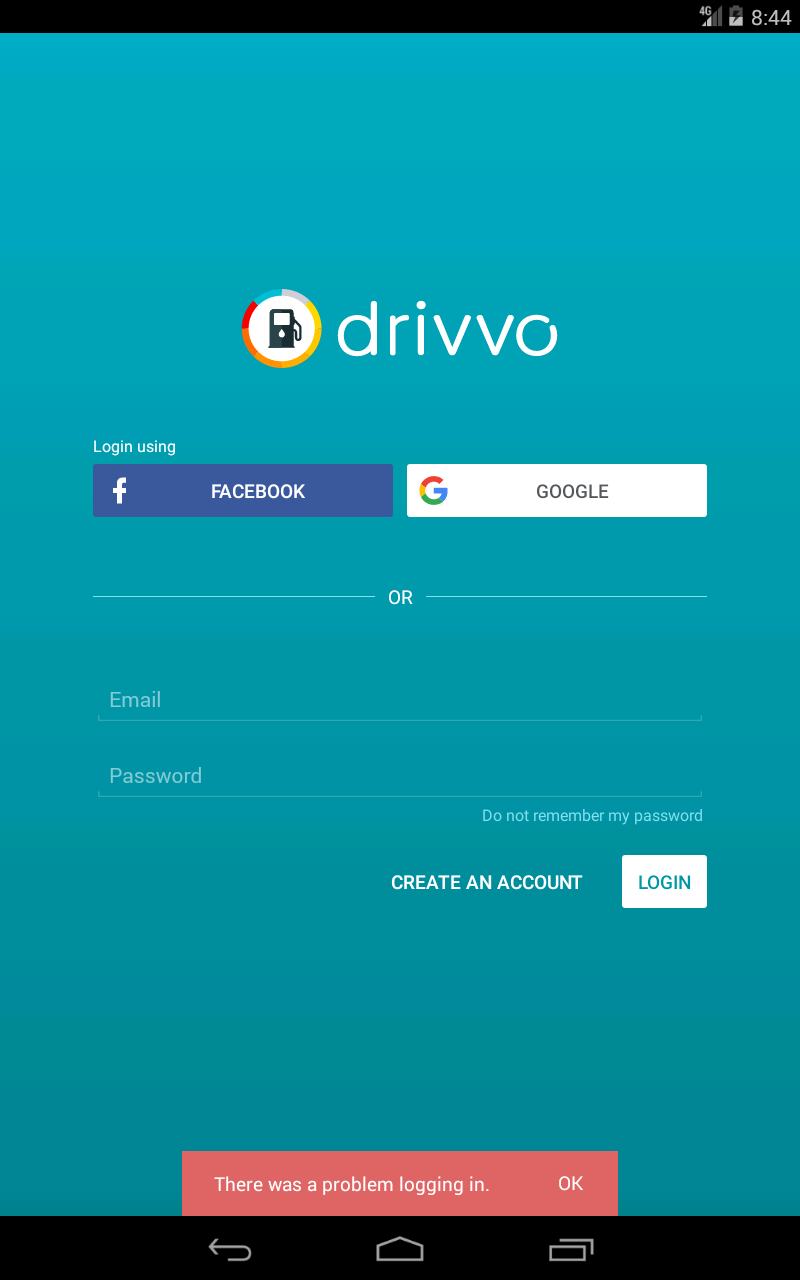 4G 8:44
drivvo
Login using
FACEBOOK
GOOGLE
OR
Email
Password
Do not remember my password
CREATE AN ACCOUNT
LOGIN
There was a problem logging in.
OK